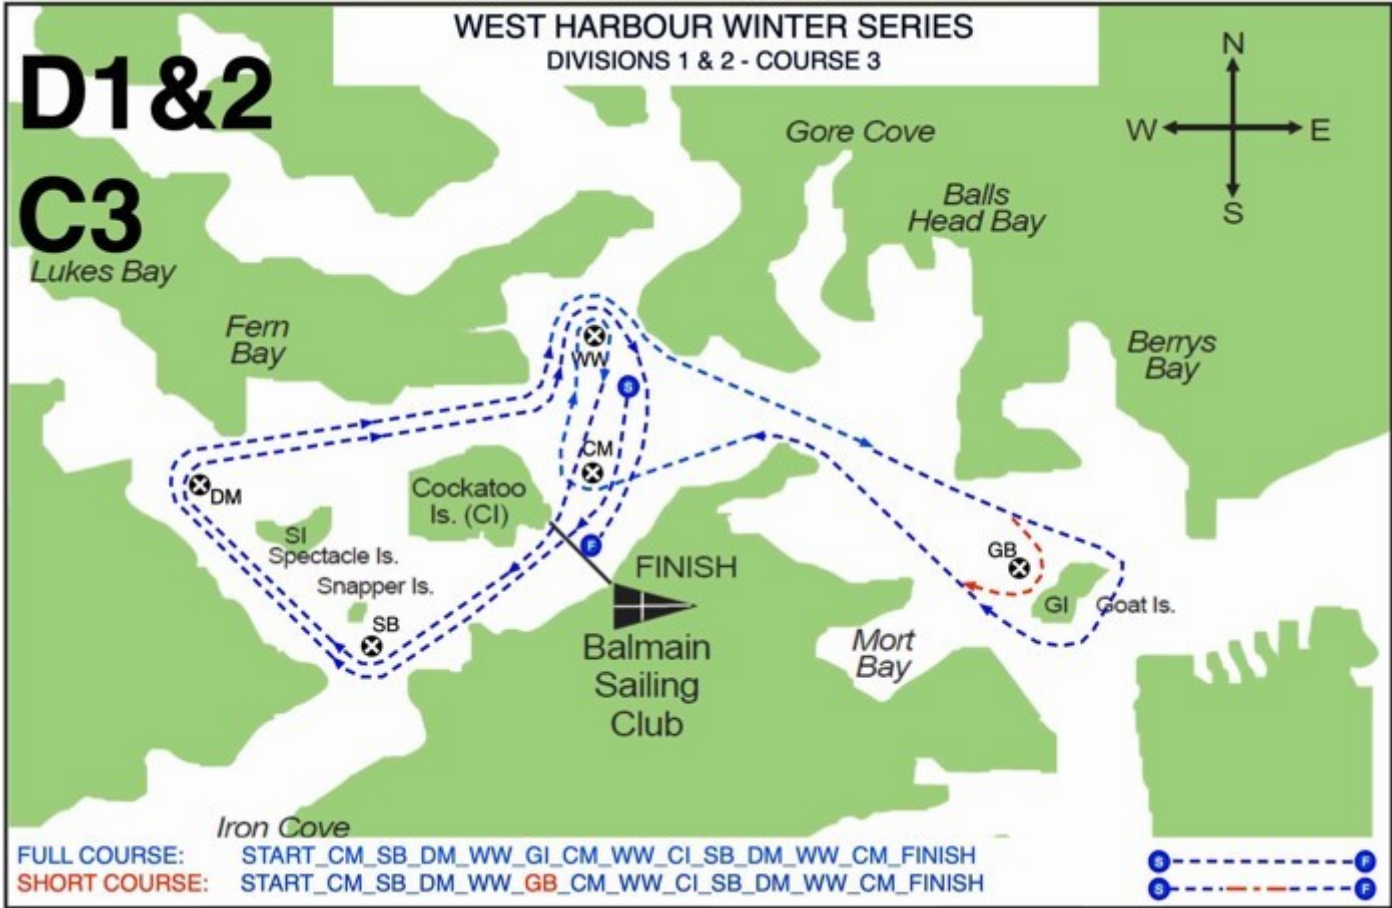 WEST HARBOUR WINTER SERIES
DIVISIONS 1 & 2 - COURSE 3
D1&2
C3
N
W E
S
Gore Cove
Balls
Head Bay
Lukes Bay
Fern
Bay
Berrys
Bay
WW
S
CM
DM
Cockatoo
Is. (CI)
SI
Spectacle Is.
Snapper Is.
SB
F
FINISH
Balmain
Sailing
Club
GB
GI
Goat Is.
Mort
Bay
Iron Cove
FULL COURSE: START_CM_SB_DM_WW_GI_CM_WW_CI_SB_DM_WW_CM_FINISH
SHORT COURSE: START_CM_SB_DM_WW_GB_CM_WW_CI_SB_DM_WW_CM_FINISH
S F
S F